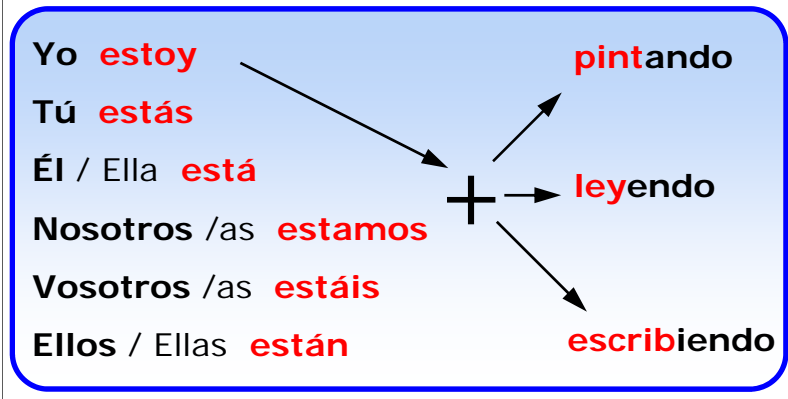 Yo estoy
Tú estás
Él / Ella está
Nosotros /as estamos
Vosotros /as estáis
Ellos / Ellas están
+
pintando
leyendo
escribiendo